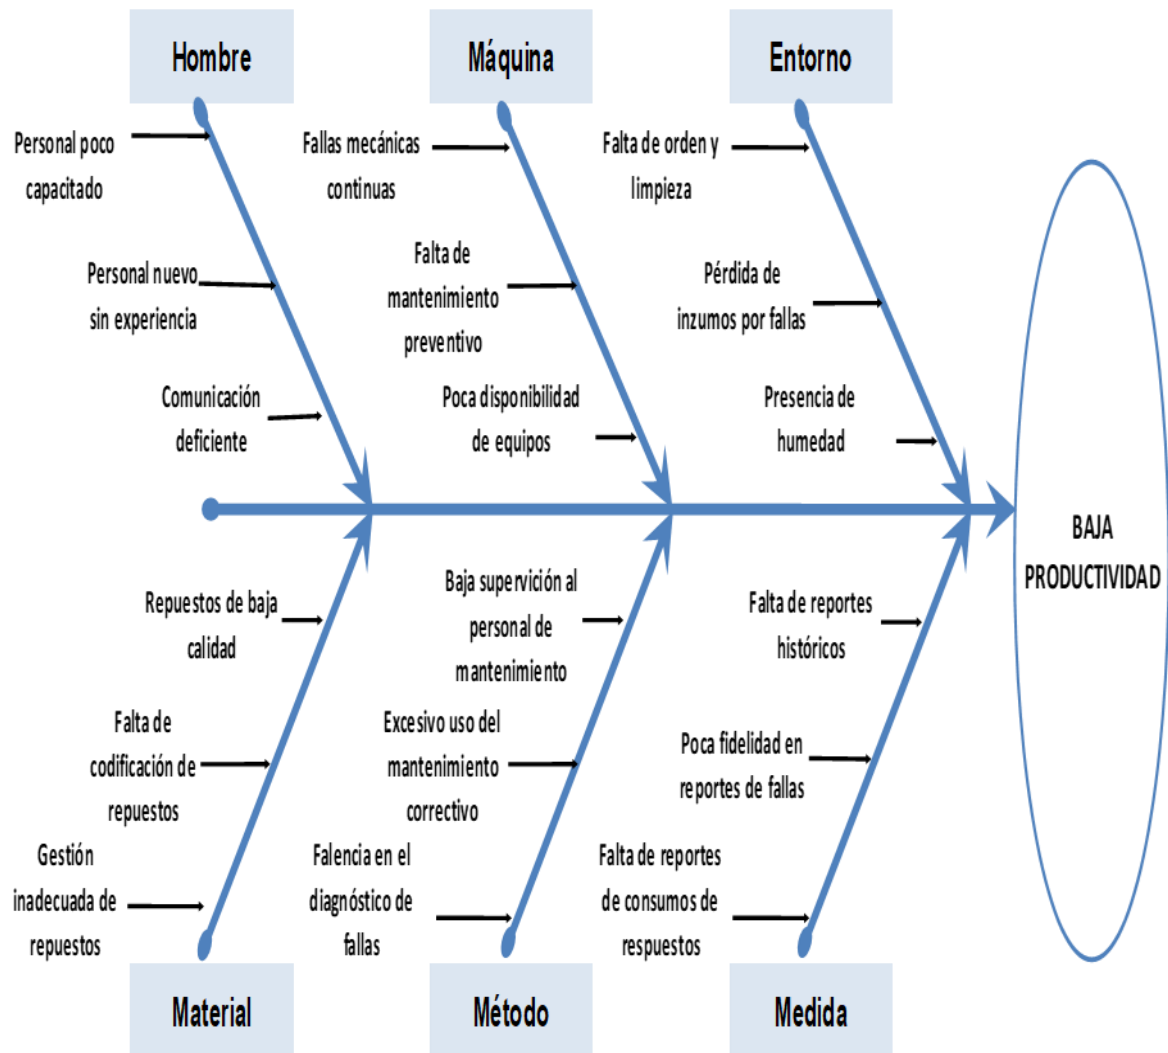 Hombre
Máquina
Entorno
Personal poco
capacitado
Personal nuevo
sin experiencia
Comunicación
deficiente
Fallas mecánicas
continuas
Falta de
mantenimiento
preventivo
Poca disponibilidad
de equipos
Falta de orden y
limpieza
Pérdida de
inzumos por fallas
Presencia de
humedad
BAJA
PRODUCTIVIDAD
Repuestos de baja
calidad
Falta de
codificación de
repuestos
Gestión
inadecuada de
repuestos
Baja supervición al
personal de
mantenimiento
Excesivo uso del
mantenimiento
correctivo
Falencia en el
diagnóstico de
fallas
Falta de reportes
históricos
Poca fidelidad en
reportes de fallas
Falta de reportes
de consumos de
respuestos
Material
Método
Medida